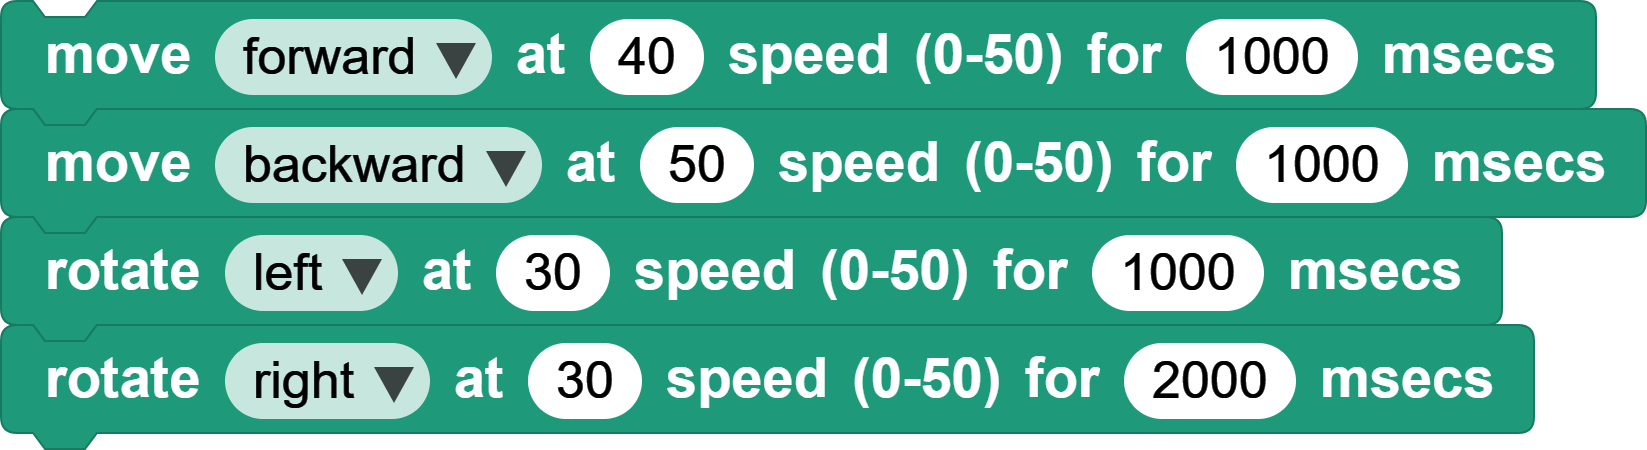 move forward at 40 speed (0-50) for 1000 msecs
move backward at 50 speed (0-50) for 1000 msecs
rotate left at 30 speed (0-50) for 1000 msecs
rotate right at 30 speed (0-50) for 2000 msecs